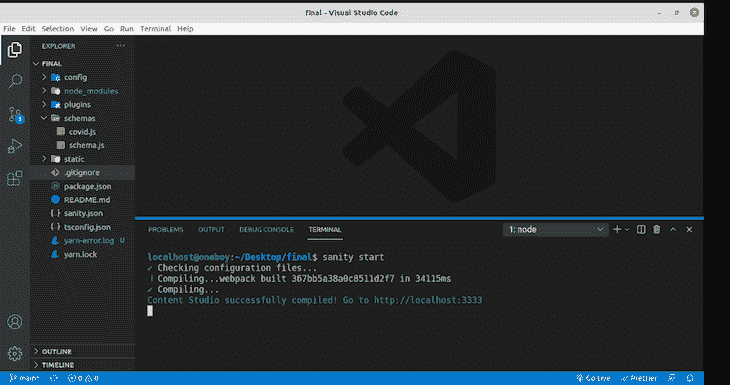 final - Visual Studio Code
File Edit Selection View Go Run Terminal Help
EXPLORER
FINAL
config
node_modules
plugins
schemas
covid.js
schema.js
static
.gitignore
package.json
README.md
sanity.json
tsconfig.json
yarn-error.log U
yarn.lock
OUTLINE
TIMELINE
PROBLEMS OUTPUT DEBUG CONSOLE TERMINAL 1: node
localhost@oneboy:~/Desktop/final$ sanity start
✔ Checking configuration files...
Compiling...webpack built 367bb5a38a0c8511d2f7 in 34115ms
✔ Compiling...
Content Studio successfully compiled! Go to http://localhost:3333
main* 0 0 Go Live Prettier